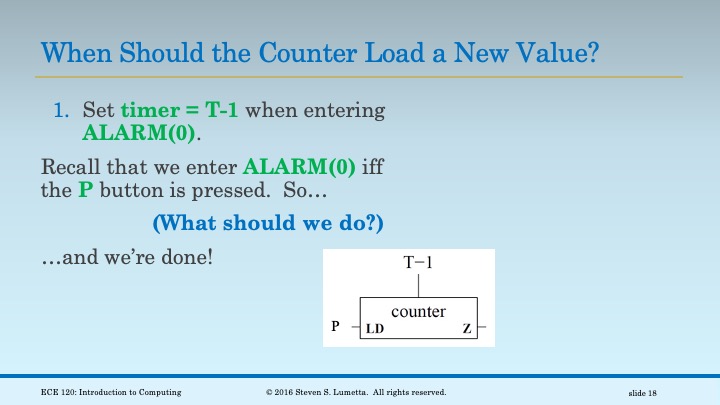 When Should the Counter Load a New Value?
1. Set timer = T-1 when entering
ALARM(0).
Recall that we enter ALARM(0) iff
the P button is pressed.  So…
(What should we do?)
…and we’re done!
T−1
counter
P
LD
Z
ECE 120: Introduction to Computing
© 2016 Steven S. Lumetta.  All rights reserved.
slide 18